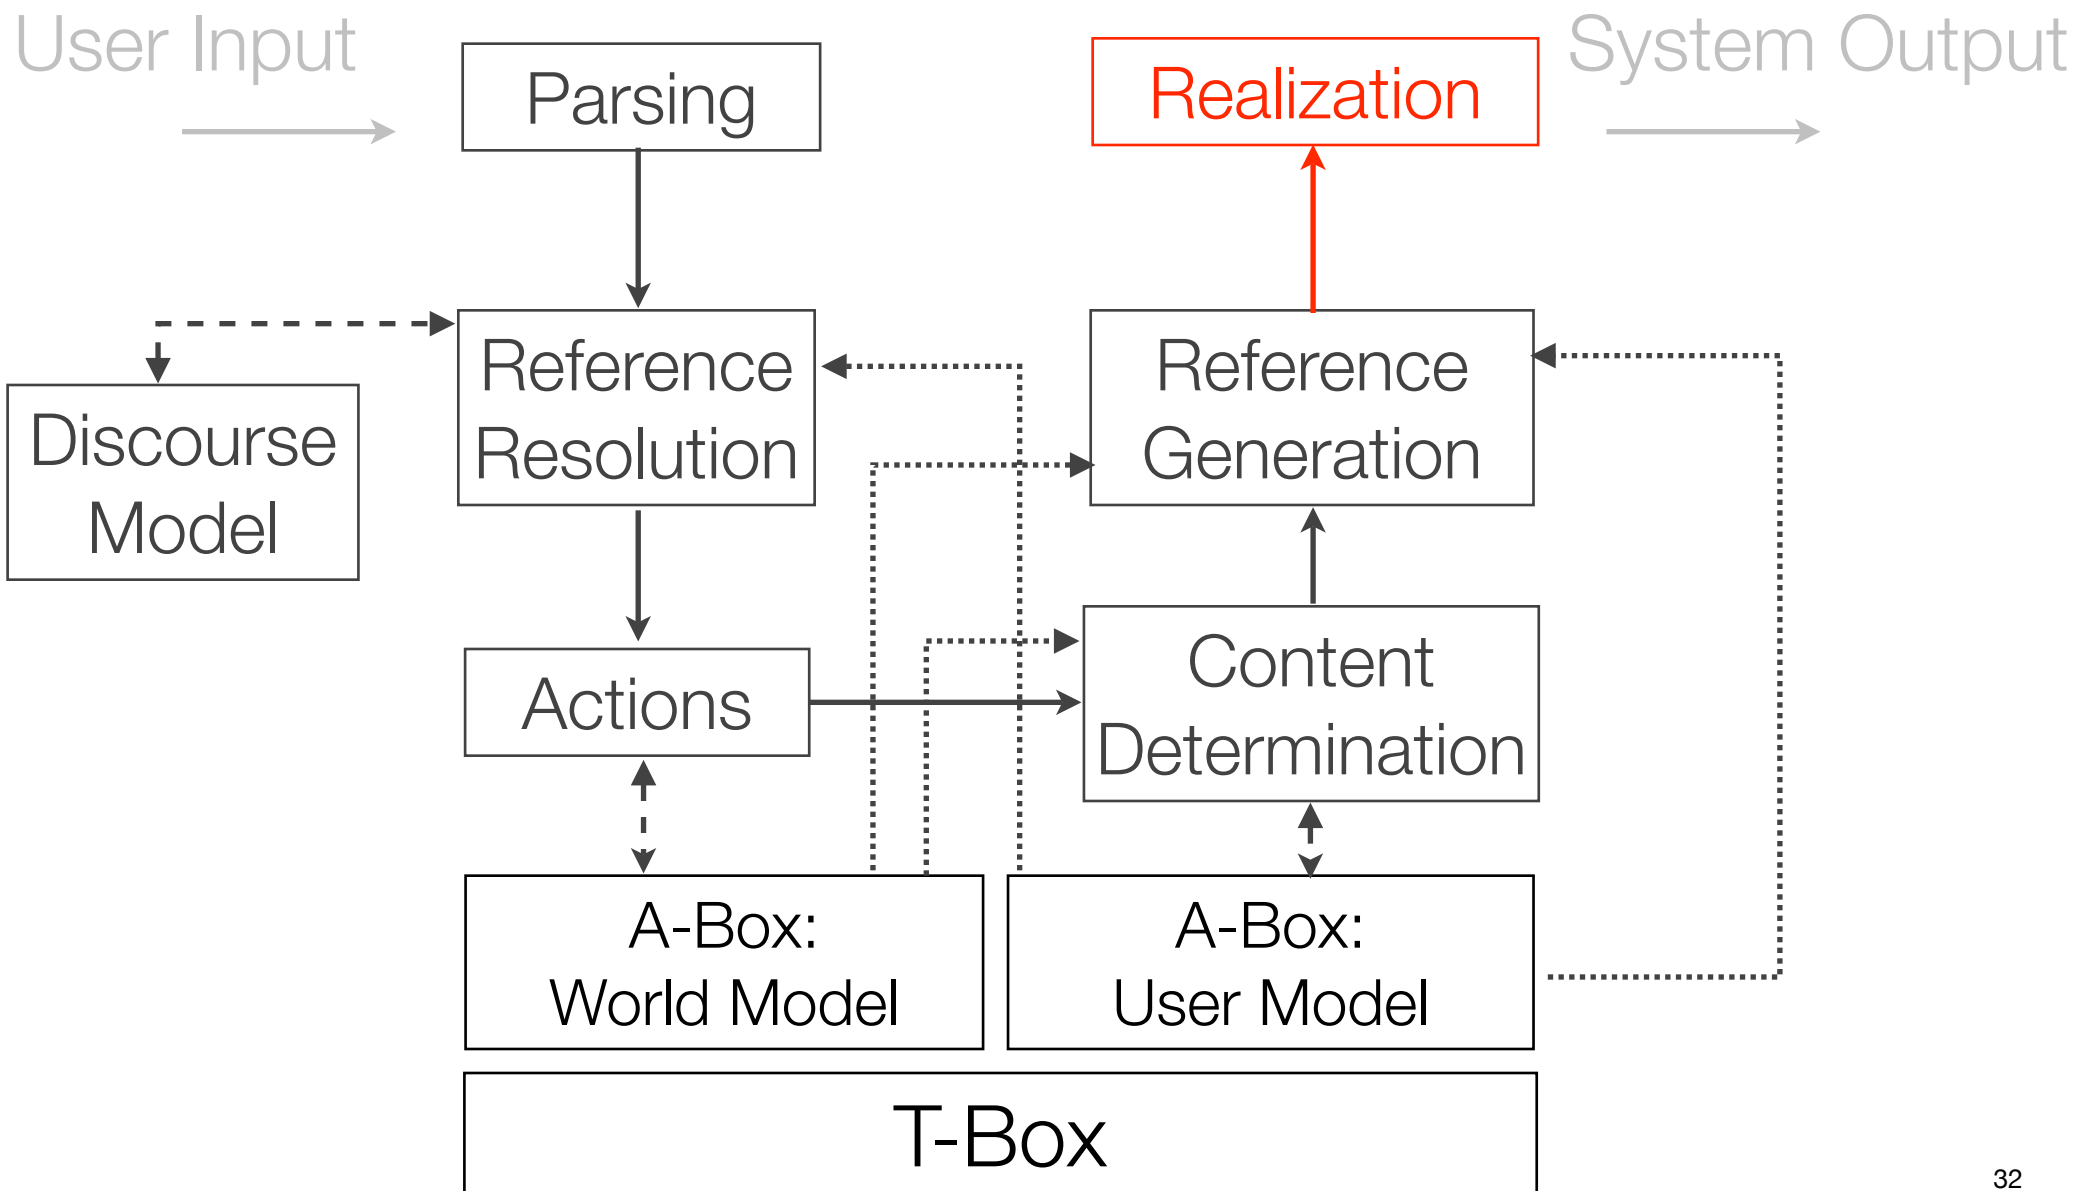 User Input
Parsing
Realization
System Output
Discourse
Model
Reference
Resolution
Reference
Generation
Actions
Content
Determination
A-Box:
World Model
A-Box:
User Model
T-Box
32